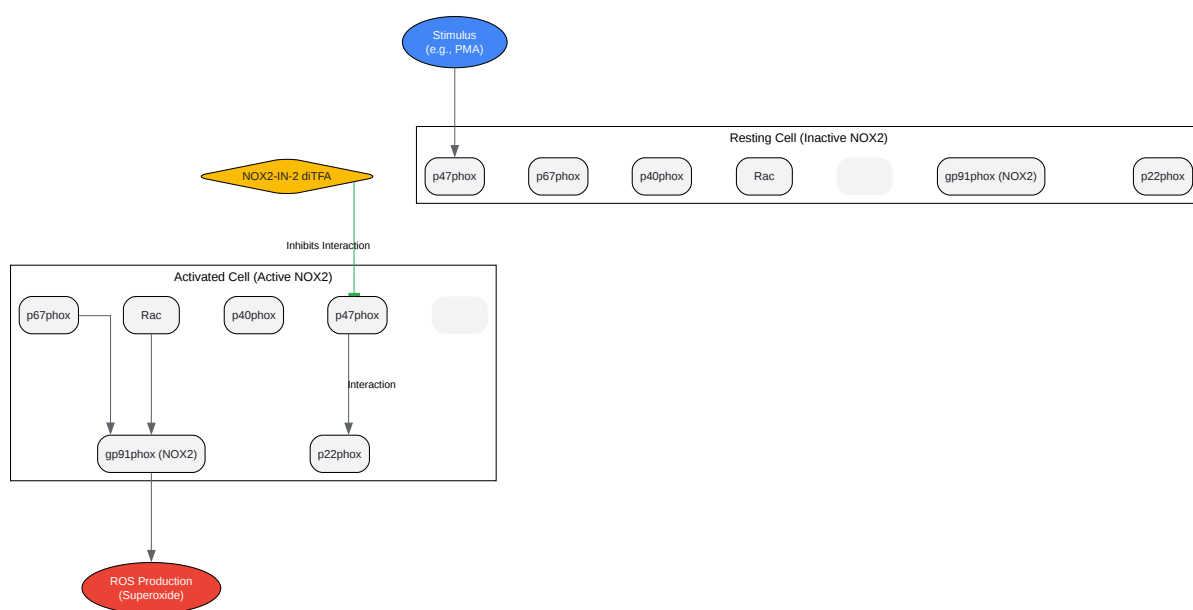 Stimulus
(e.g., PMA)
Resting Cell (Inactive NOX2)
p47phox
p67phox
p40phox
Rac
gp91phox (NOX2)
p22phox
NOX2-IN-2 diTFA
Inhibits Interaction
Activated Cell (Active NOX2)
p67phox
Rac
p40phox
p47phox
Interaction
gp91phox (NOX2)
p22phox
ROS Production
(Superoxide)